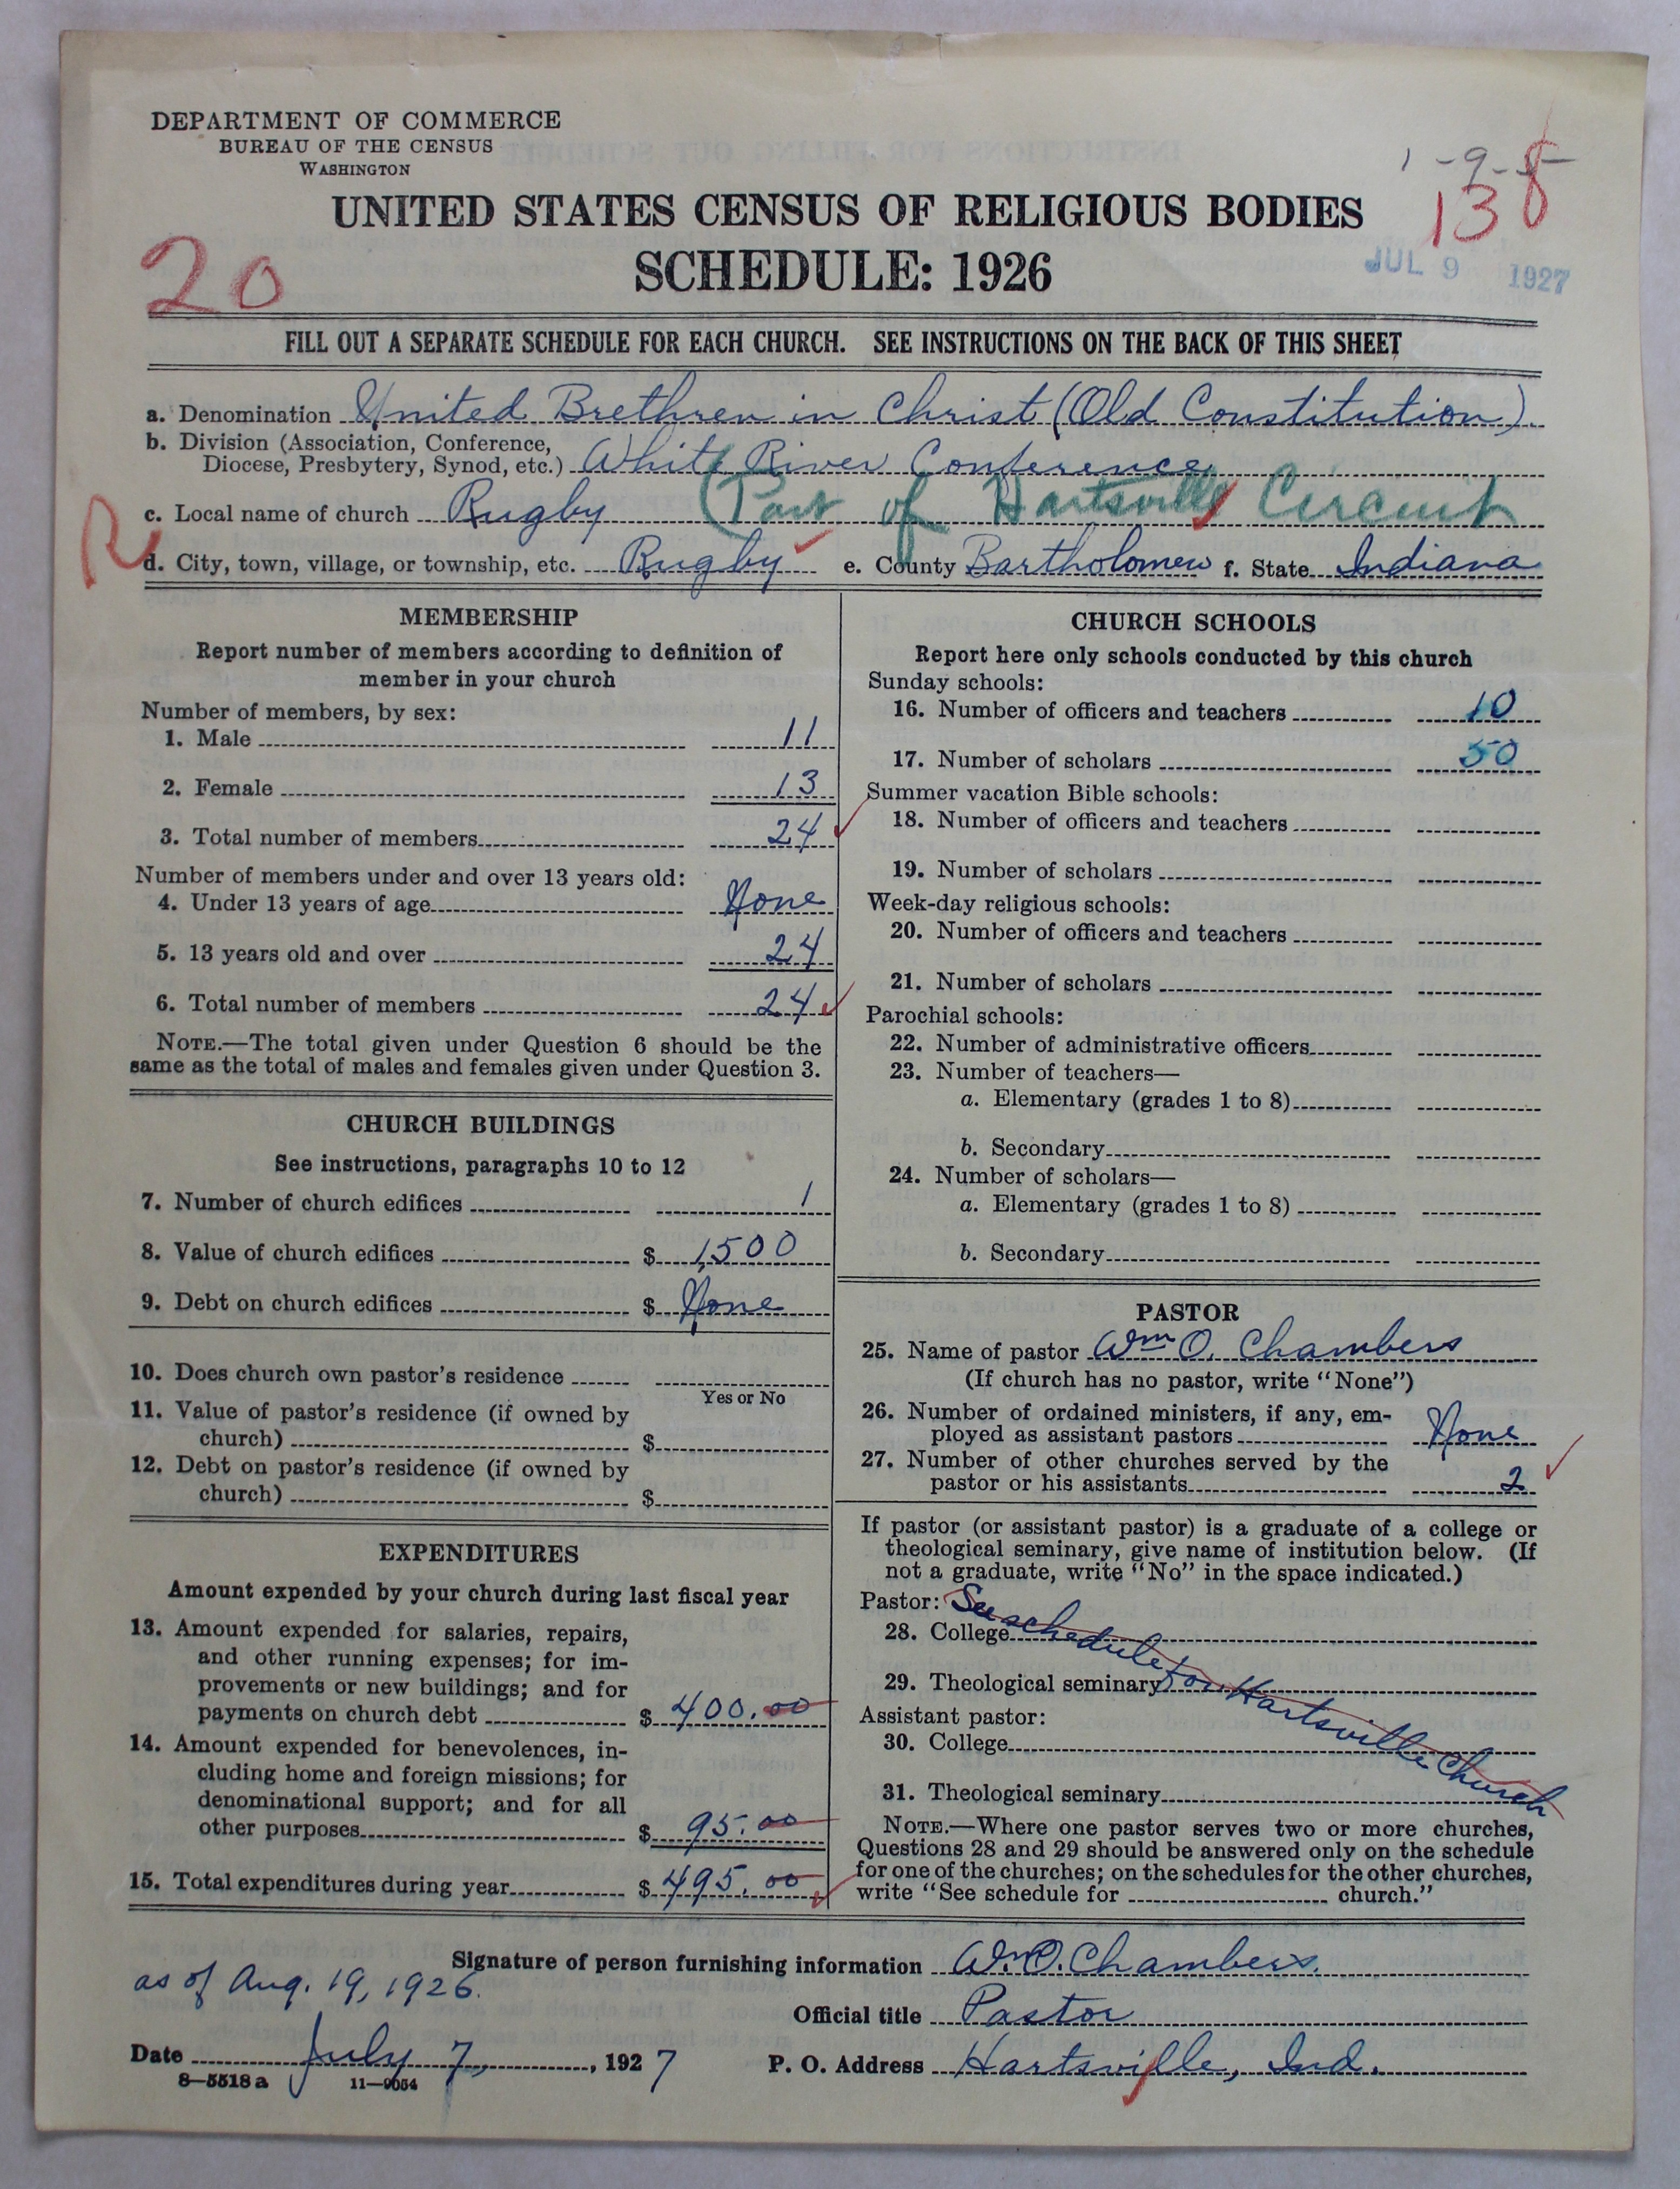 DEPARTMENT OF COMMERCE
BUREAU OF THE CENSUS
WASHINGTON
1-9-5
138
UNITED STATES CENSUS OF RELIGIOUS BODIES
SCHEDULE: 1926
20
JUL 9 1927
FILL OUT A SEPARATE SCHEDULE FOR EACH CHURCH. SEE INSTRUCTIONS ON THE BACK OF THIS SHEET
a. Denomination United Brethren in Christ (Old Constitution).
b. Division (Association, Conference,
Diocese, Presbytery, Synod, etc.) White River Conference
c. Local name of church Rugby (Part of Hartsville Circuit
R
d. City, town, village, or township, etc. Rugby e. County Bartholomew f. State Indiana
MEMBERSHIP
Report number of members according to definition of
member in your church
Number of members, by sex:
1. Male 11
2. Female 13
3. Total number of members 24
Number of members under and over 13 years old:
4. Under 13 years of age None
5. 13 years old and over 24
6. Total number of members 24
NOTE.—The total given under Question 6 should be the
same as the total of males and females given under Question 3.
CHURCH BUILDINGS
See instructions, paragraphs 10 to 12
7. Number of church edifices 1
8. Value of church edifices $ 1,500
9. Debt on church edifices $ None
10. Does church own pastor's residence
Yes or No
11. Value of pastor's residence (if owned by
church) $
12. Debt on pastor's residence (if owned by
church) $
EXPENDITURES
Amount expended by your church during last fiscal year
13. Amount expended for salaries, repairs,
and other running expenses; for im-
provements or new buildings; and for
payments on church debt $ 400.00
14. Amount expended for benevolences, in-
cluding home and foreign missions; for
denominational support; and for all
other purposes $ 95.00
15. Total expenditures during year $ 495.00
CHURCH SCHOOLS
Report here only schools conducted by this church
Sunday schools:
16. Number of officers and teachers 10
17. Number of scholars 50
Summer vacation Bible schools:
18. Number of officers and teachers
19. Number of scholars
Week-day religious schools:
20. Number of officers and teachers
21. Number of scholars
Parochial schools:
22. Number of administrative officers
23. Number of teachers—
a. Elementary (grades 1 to 8)
b. Secondary
24. Number of scholars—
a. Elementary (grades 1 to 8)
b. Secondary
PASTOR
25. Name of pastor Wm O. Chambers
(If church has no pastor, write "None")
26. Number of ordained ministers, if any, em-
ployed as assistant pastors None
27. Number of other churches served by the
pastor or his assistants 2
If pastor (or assistant pastor) is a graduate of a college or
theological seminary, give name of institution below. (If
not a graduate, write "No" in the space indicated.)
Pastor:
28. College
29. Theological seminary
See schedule for Hartsville Church
Assistant pastor:
30. College
31. Theological seminary
NOTE.—Where one pastor serves two or more churches,
Questions 28 and 29 should be answered only on the schedule
for one of the churches; on the schedules for the other churches,
write "See schedule for church."
Signature of person furnishing information Wm.O. Chambers.
as of Aug. 19, 1926.
Official title Pastor
Date July 7, 1927 P. O. Address Hartsville, Ind.
8—5518 a 11—9054